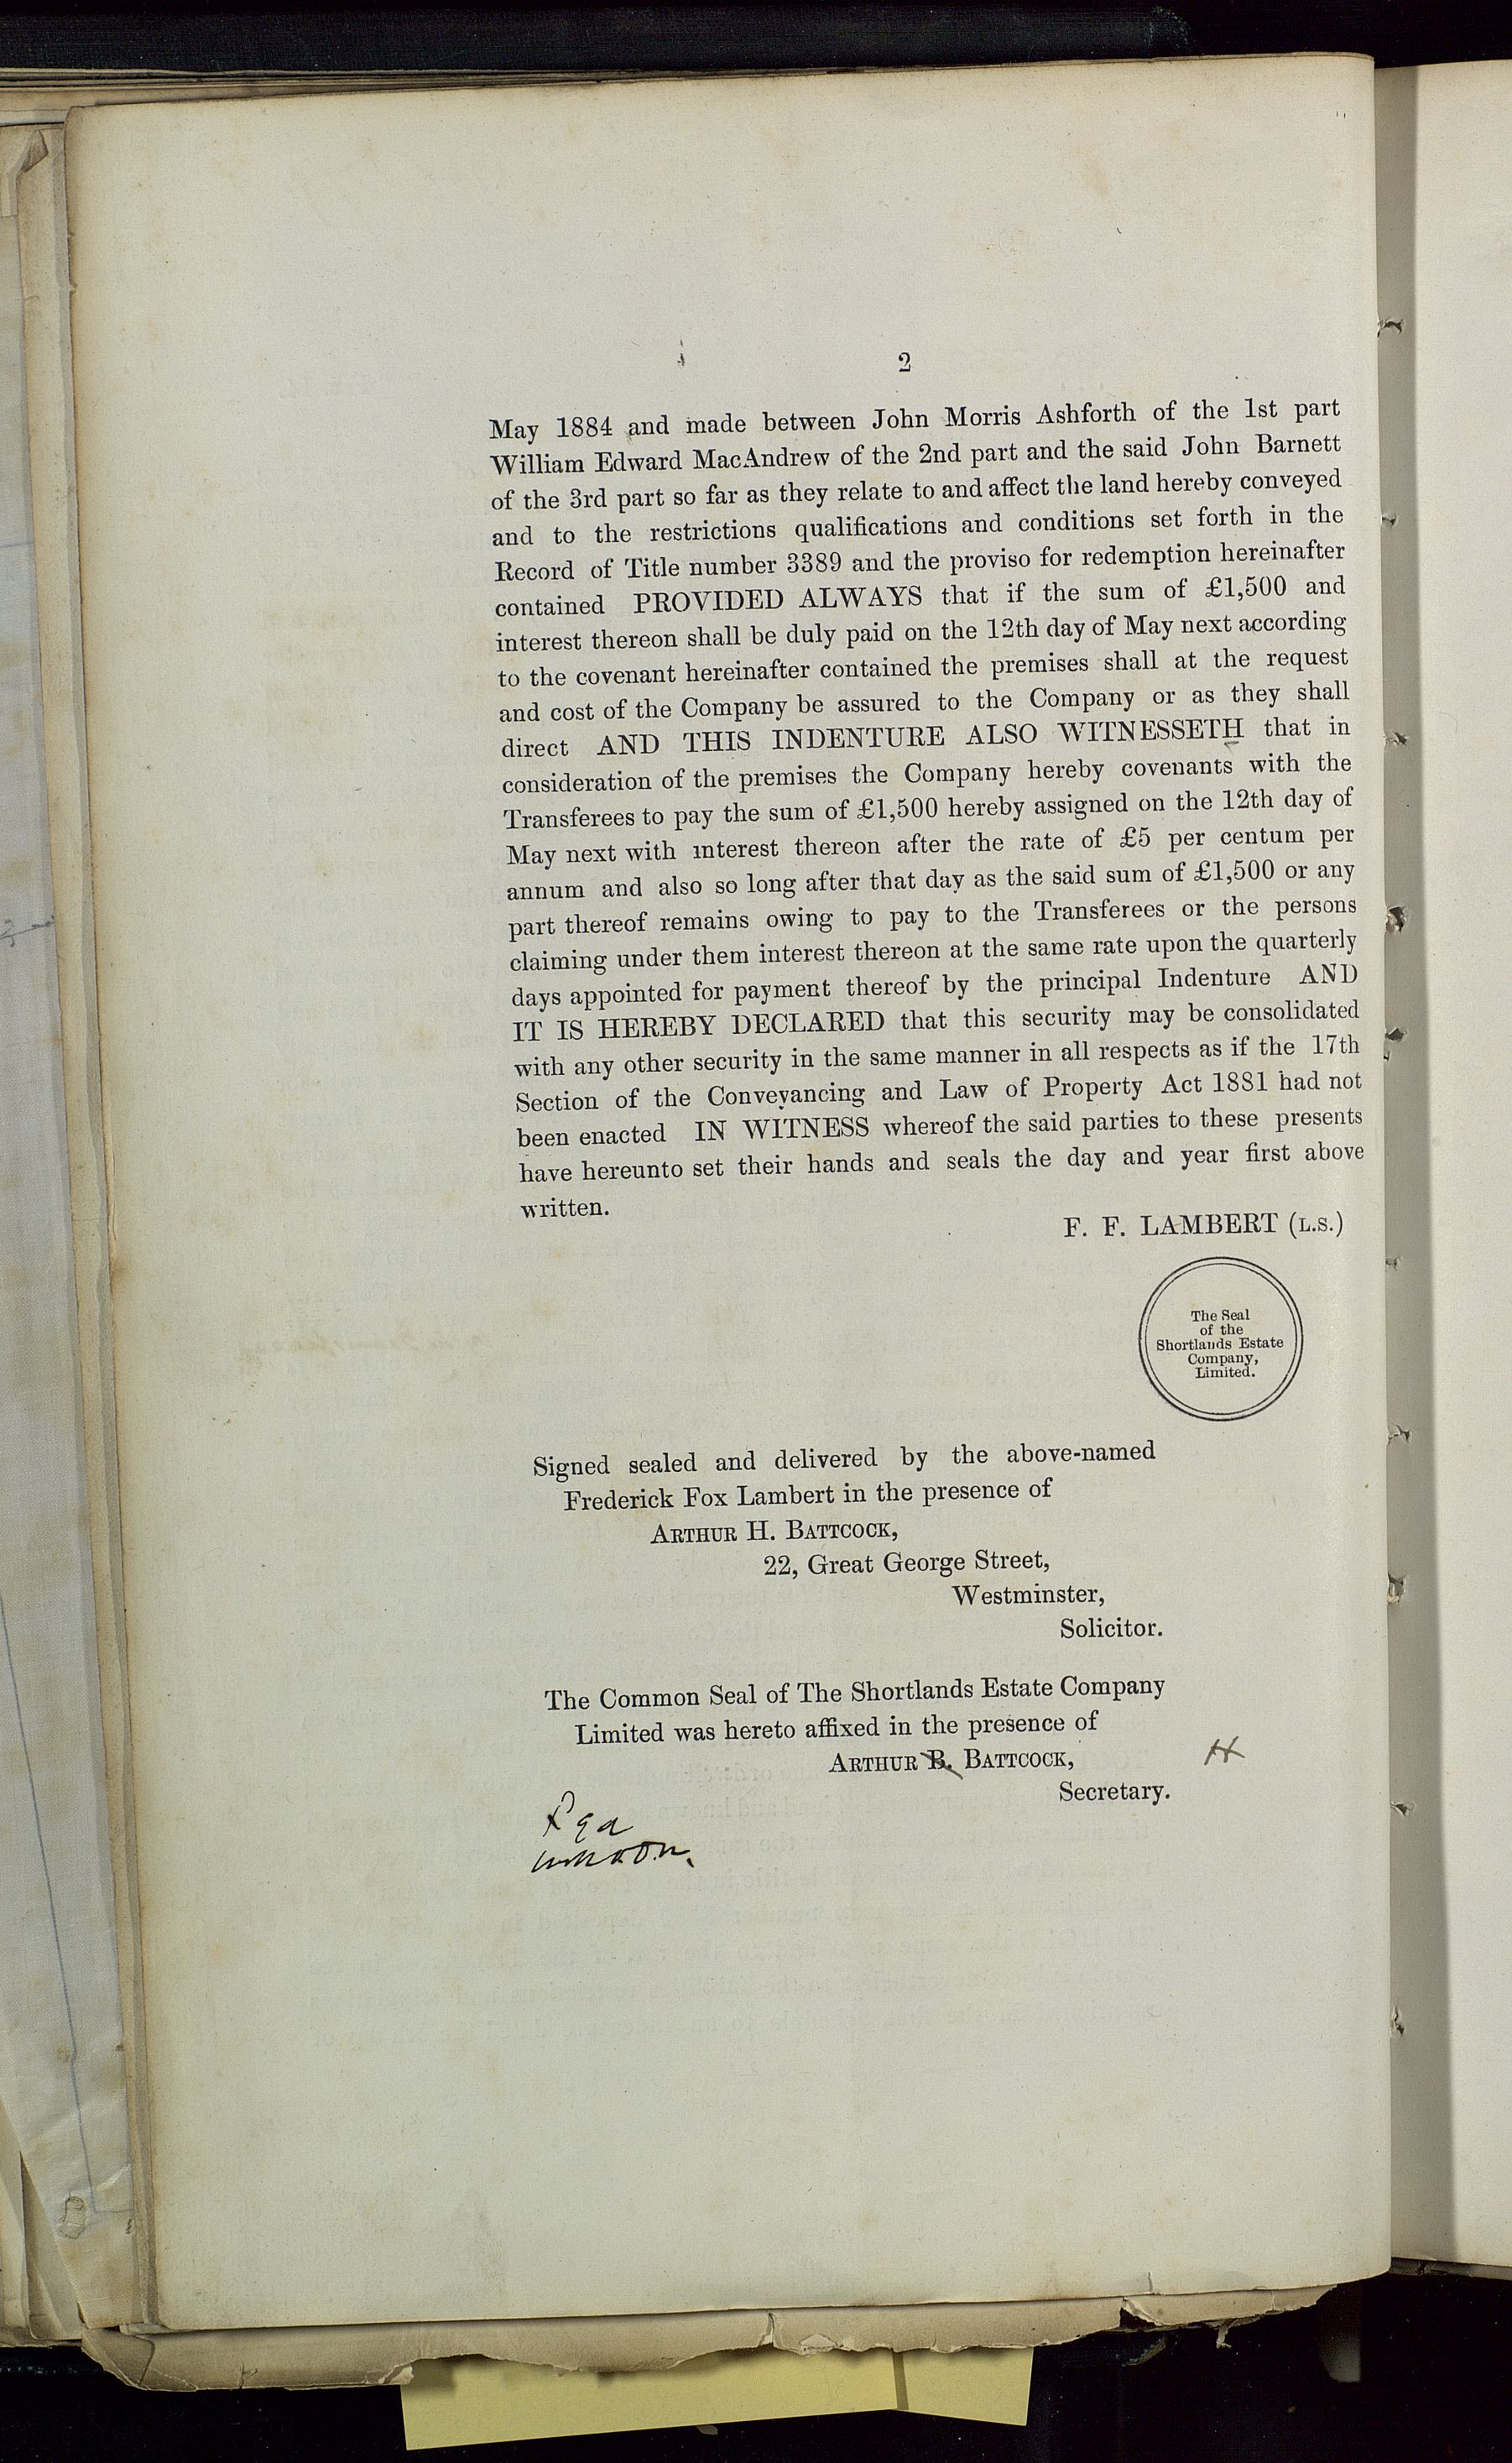 2
May 1884 and made between John Morris Ashforth of the 1st part
William Edward MacAndrew of the 2nd part and the said John Barnett
of the 3rd part so far as they relate to and affect the land hereby conveyed
and to the restrictions qualifications and conditions set forth in the
Record of Title number 3389 and the proviso for redemption hereinafter
contained PROVIDED ALWAYS that if the sum of £1,500 and
interest thereon shall be duly paid on the 12th day of May next according
to the covenant hereinafter contained the premises shall at the request
and cost of the Company be assured to the Company or as they shall
direct AND THIS INDENTURE ALSO WITNESSETH that in
consideration of the premises the Company hereby covenants with the
Transferees to pay the sum of £1,500 hereby assigned on the 12th day of
May next with interest thereon after the rate of £5 per centum per
annum and also so long after that day as the said sum of £1,500 or any
part thereof remains owing to pay to the Transferees or the persons
claiming under them interest thereon at the same rate upon the quarterly
days appointed for payment thereof by the principal Indenture AND
IT IS HEREBY DECLARED that this security may be consolidated
with any other security in the same manner in all respects as if the 17th
Section of the Conveyancing and Law of Property Act 1881 had not
been enacted IN WITNESS whereof the said parties to these presents
have hereunto set their hands and seals the day and year first above
written.
F. F. LAMBERT (L.S.)
The Seal
of the
Shortlands Estate
Company,
Limited.
Signed sealed and delivered by the above-named
Frederick Fox Lambert in the presence of
ARTHUR H. BATTCOCK,
22, Great George Street,
Westminster,
Solicitor.
The Common Seal of The Shortlands Estate Company
Limited was hereto affixed in the presence of
ARTHUR B. BATTCOCK, H
Secretary.